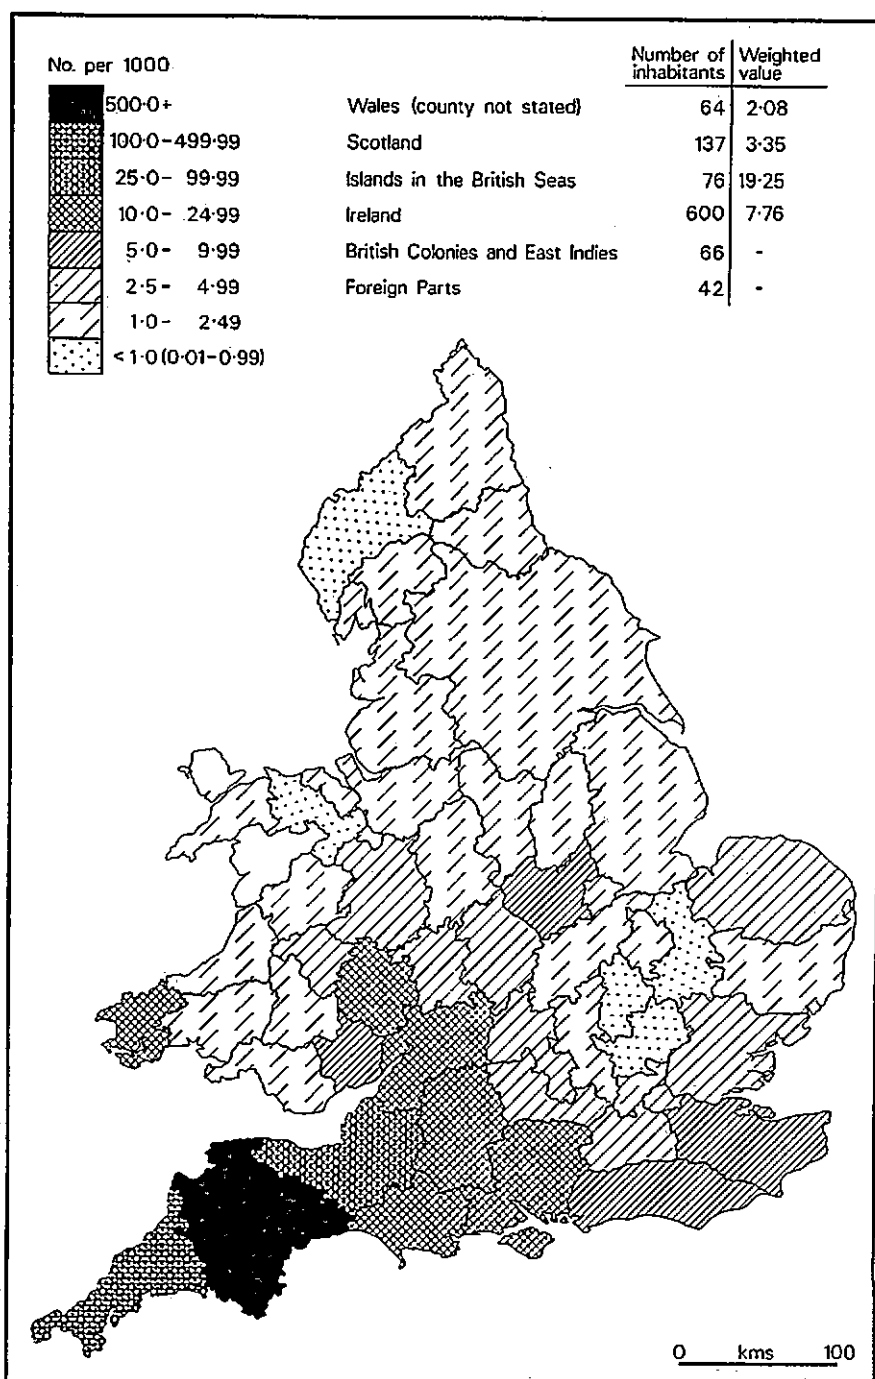 No. per 1000
500·0+
100·0-499·99
25·0- 99·99
10·0- 24·99
5·0- 9·99
2·5- 4·99
1·0- 2·49
<1·0(0·01-0·99)
Number of inhabitants Weighted value
Wales (county not stated) 64 2·08
Scotland 137 3·35
Islands in the British Seas 76 19·25
Ireland 600 7·76
British Colonies and East Indies 66 -
Foreign Parts 42 -
0 kms 100